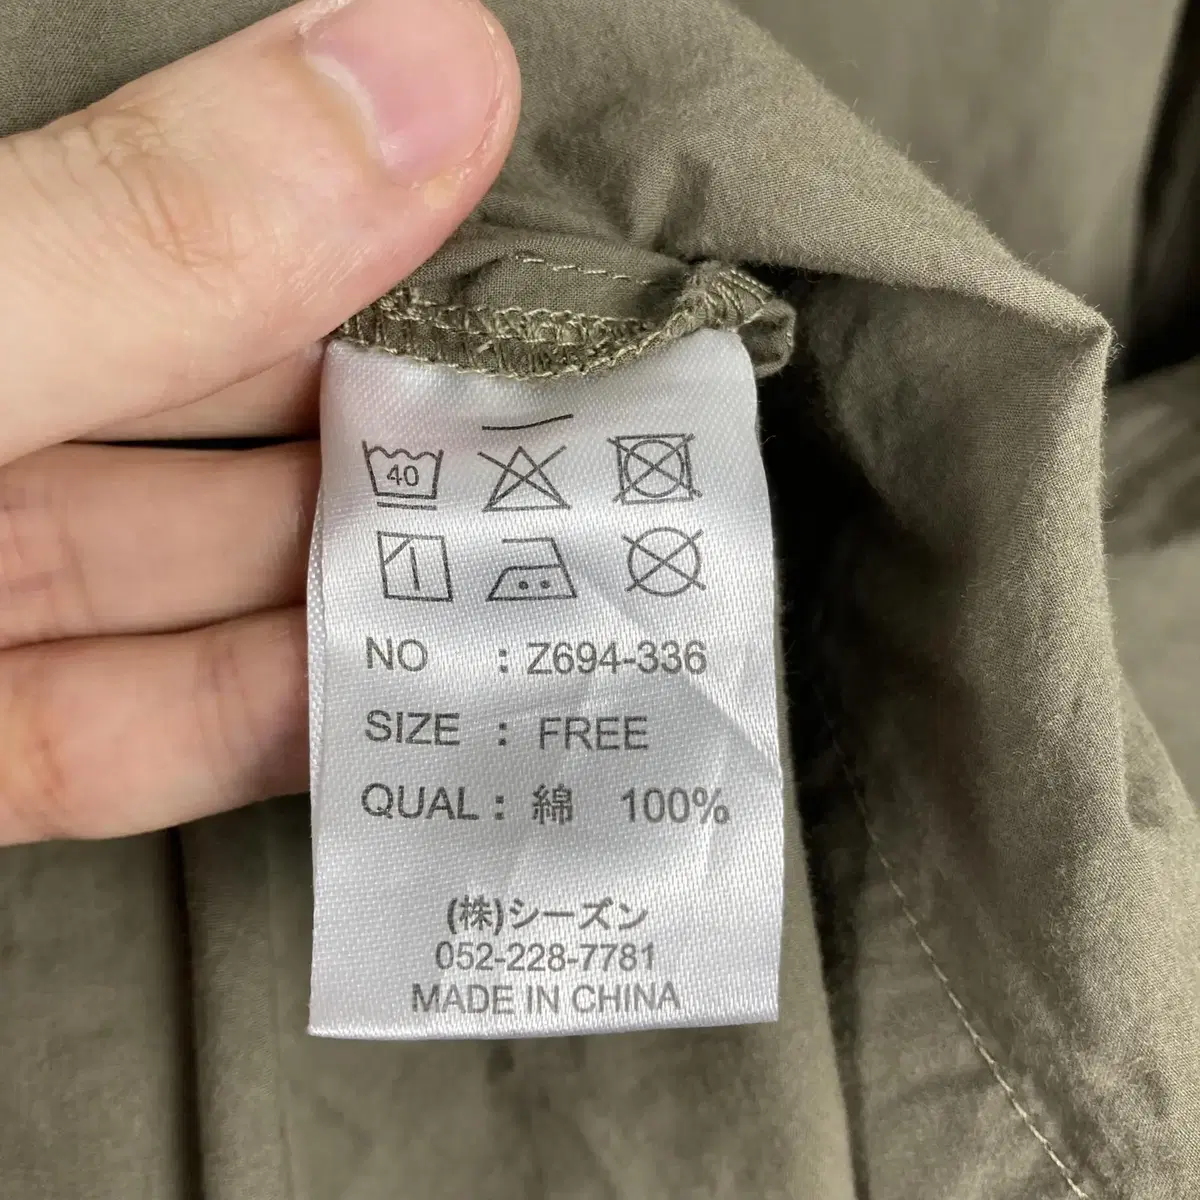 40
NO : Z694-336
SIZE : FREE
QUAL : 綿 100%
(株)シーズン
052-228-7781
MADE IN CHINA